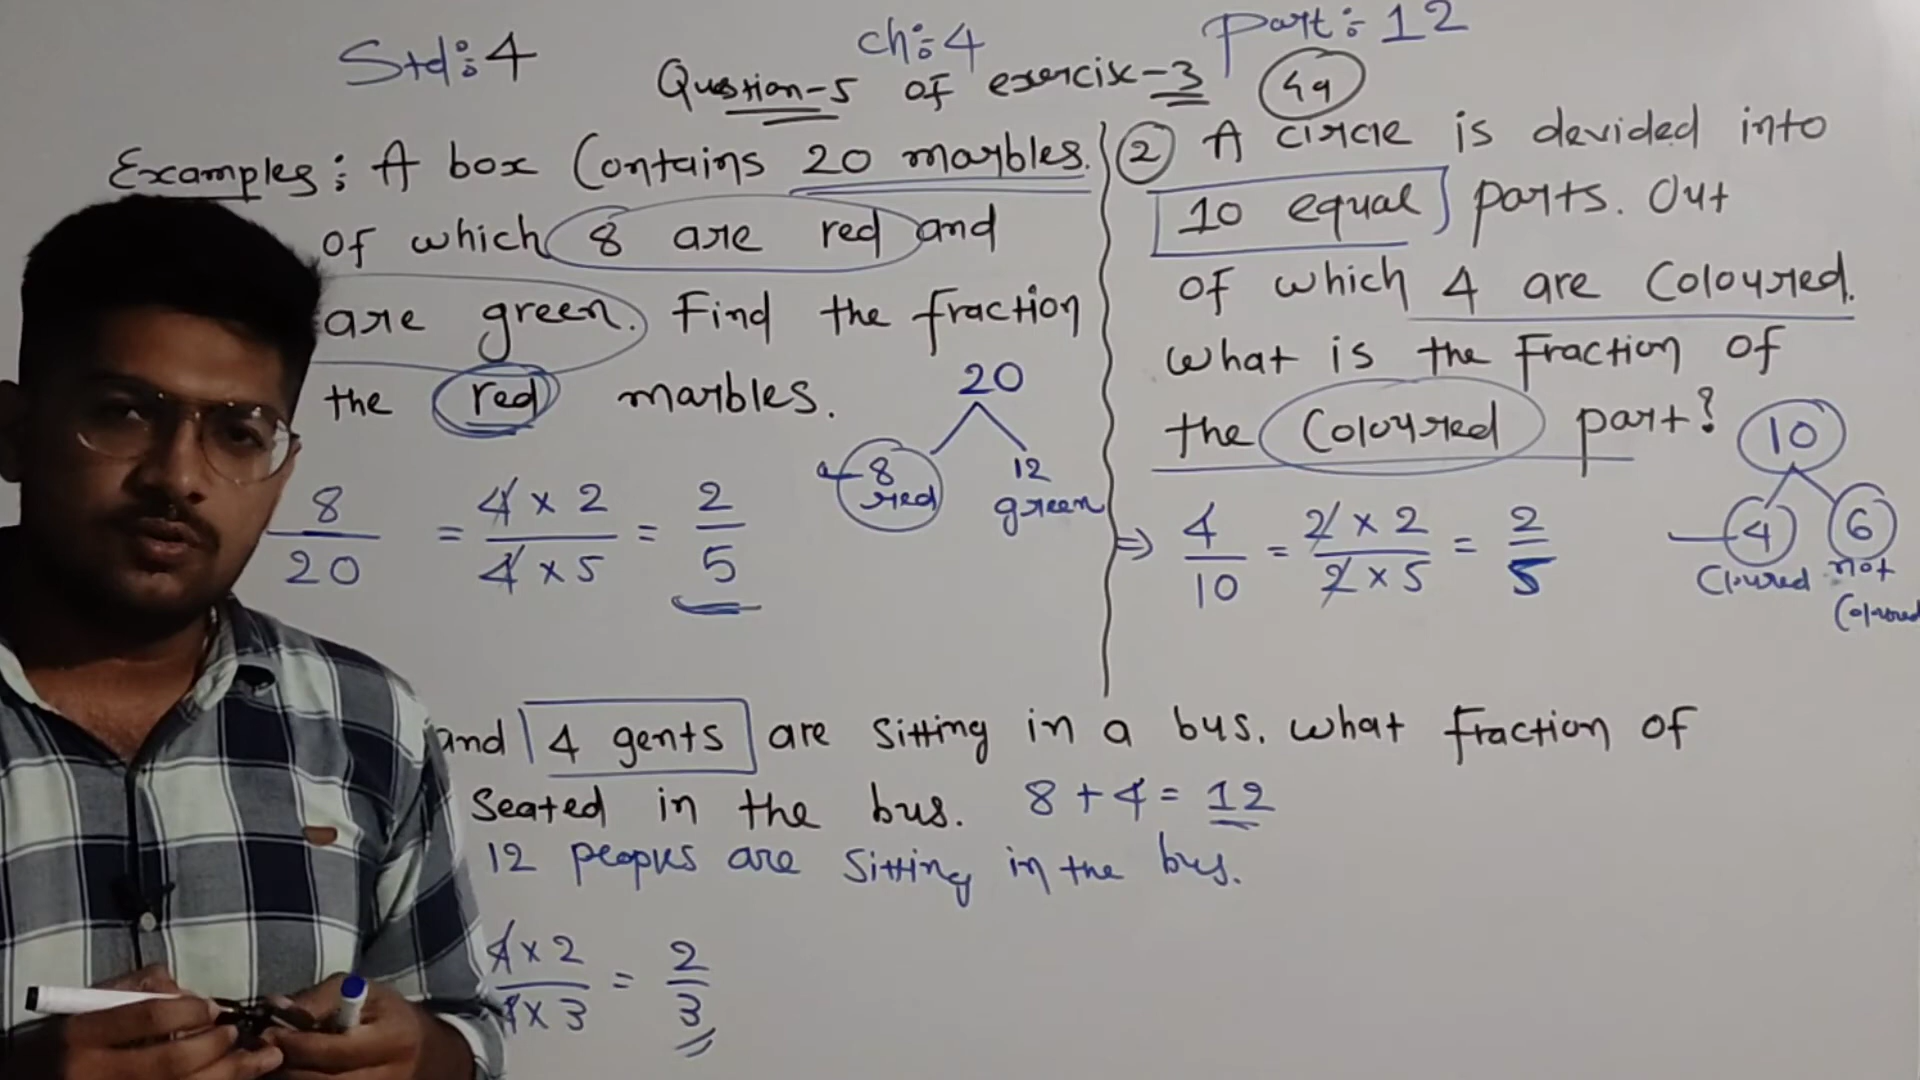 Std:4 ch:4 Part:12
Question-5 of exercix-3 49
Examples: A box Contains 20 marbles.
of which 8 are red and
are green. Find the fraction
the red marbles.
20
8 12
red green
8/20 = 4 x 2/4 x 5 = 2/5
2 A circle is devided into
10 equal parts. Out
of which 4 are Coloured.
What is the Fraction of
the Coloured part?
10
4 6
not
⇒ 4/10 = 2 x 2/2 x 5 = 2/5
and 4 gents are sitting in a bus. what fraction of
Seated in the bus. 8 + 4 = 12
12 are sitting in the bus.
4 x 2/4 x 3 = 2/3